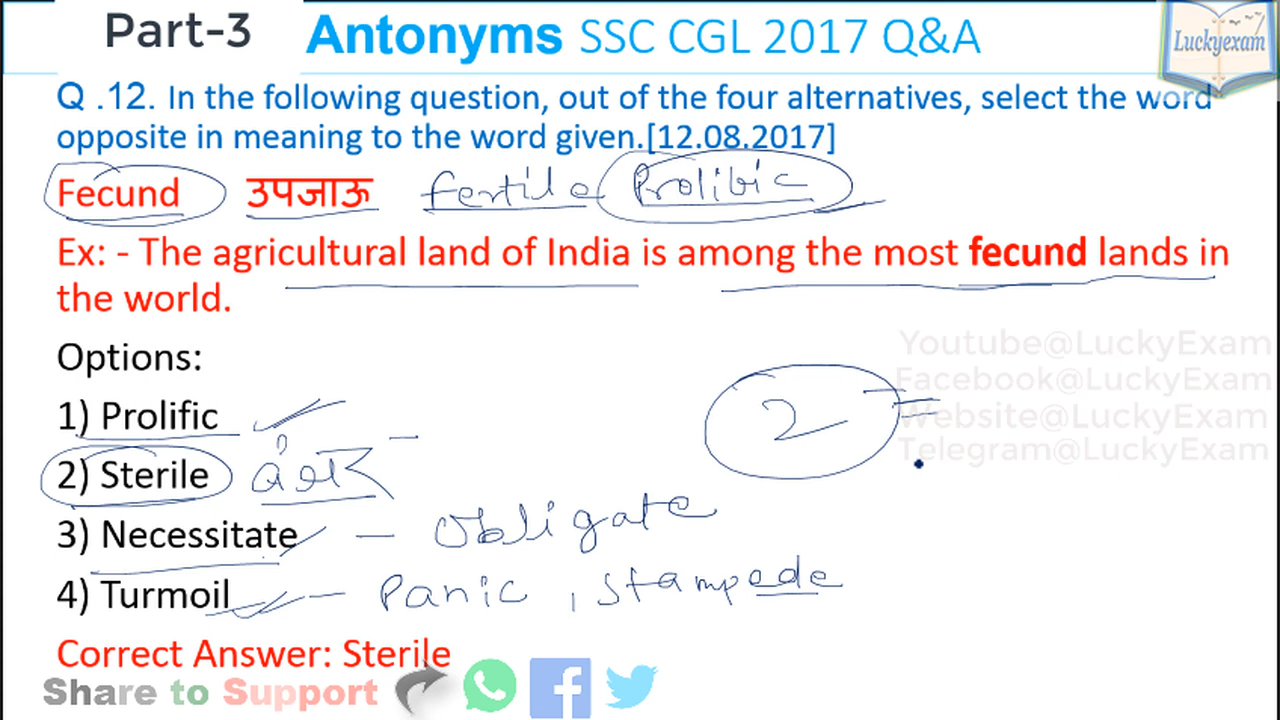 Part-3 Antonyms SSC CGL 2017 Q&A
Luckyexam
Q .12. In the following question, out of the four alternatives, select the word
opposite in meaning to the word given.[12.08.2017]
Fecund उपजाऊ fertile Prolibic
Ex: - The agricultural land of India is among the most fecund lands in
the world.
Options:
Youtube@LuckyExam
Facebook@LuckyExam
Website@LuckyExam
Telegram@LuckyExam
1) Prolific
2) Sterile
2
3) Necessitate – Obligate
4) Turmoil – Panic , Stampede
Correct Answer: Sterile
Share to Support